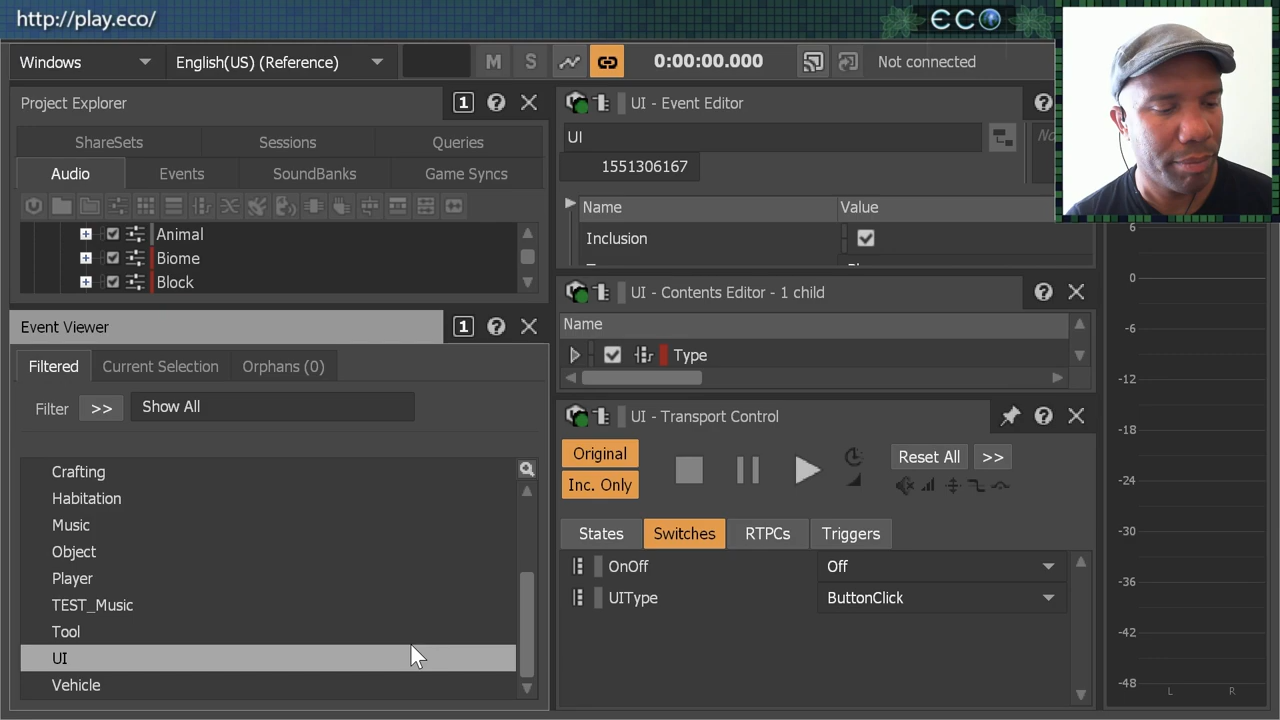 http://play.eco/
ECO
Windows
English(US) (Reference)
M
S
0:00:00.000
Not connected
Project Explorer
1
?
ShareSets
Sessions
Queries
Audio
Events
SoundBanks
Game Syncs
Animal
Biome
Block
Event Viewer
1
?
Filtered
Current Selection
Orphans (0)
Filter
>>
Show All
Crafting
Habitation
Music
Object
Player
TEST_Music
Tool
UI
Vehicle
UI - Event Editor
?
UI
1551306167
Name
Value
Inclusion
UI - Contents Editor - 1 child
?
Name
Type
UI - Transport Control
?
Original
Inc. Only
Reset All
>>
States
Switches
RTPCs
Triggers
OnOff
Off
UIType
ButtonClick
6
0
-6
-12
-18
-24
-30
-36
-42
-48
L
R